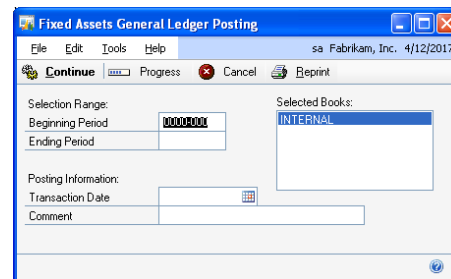 Fixed Assets General Ledger Posting
File Edit Tools Help sa Fabrikam, Inc. 4/12/2017
Continue Progress Cancel Reprint
Selection Range: Selected Books:
Beginning Period 0000-000 INTERNAL
Ending Period
Posting Information:
Transaction Date
Comment